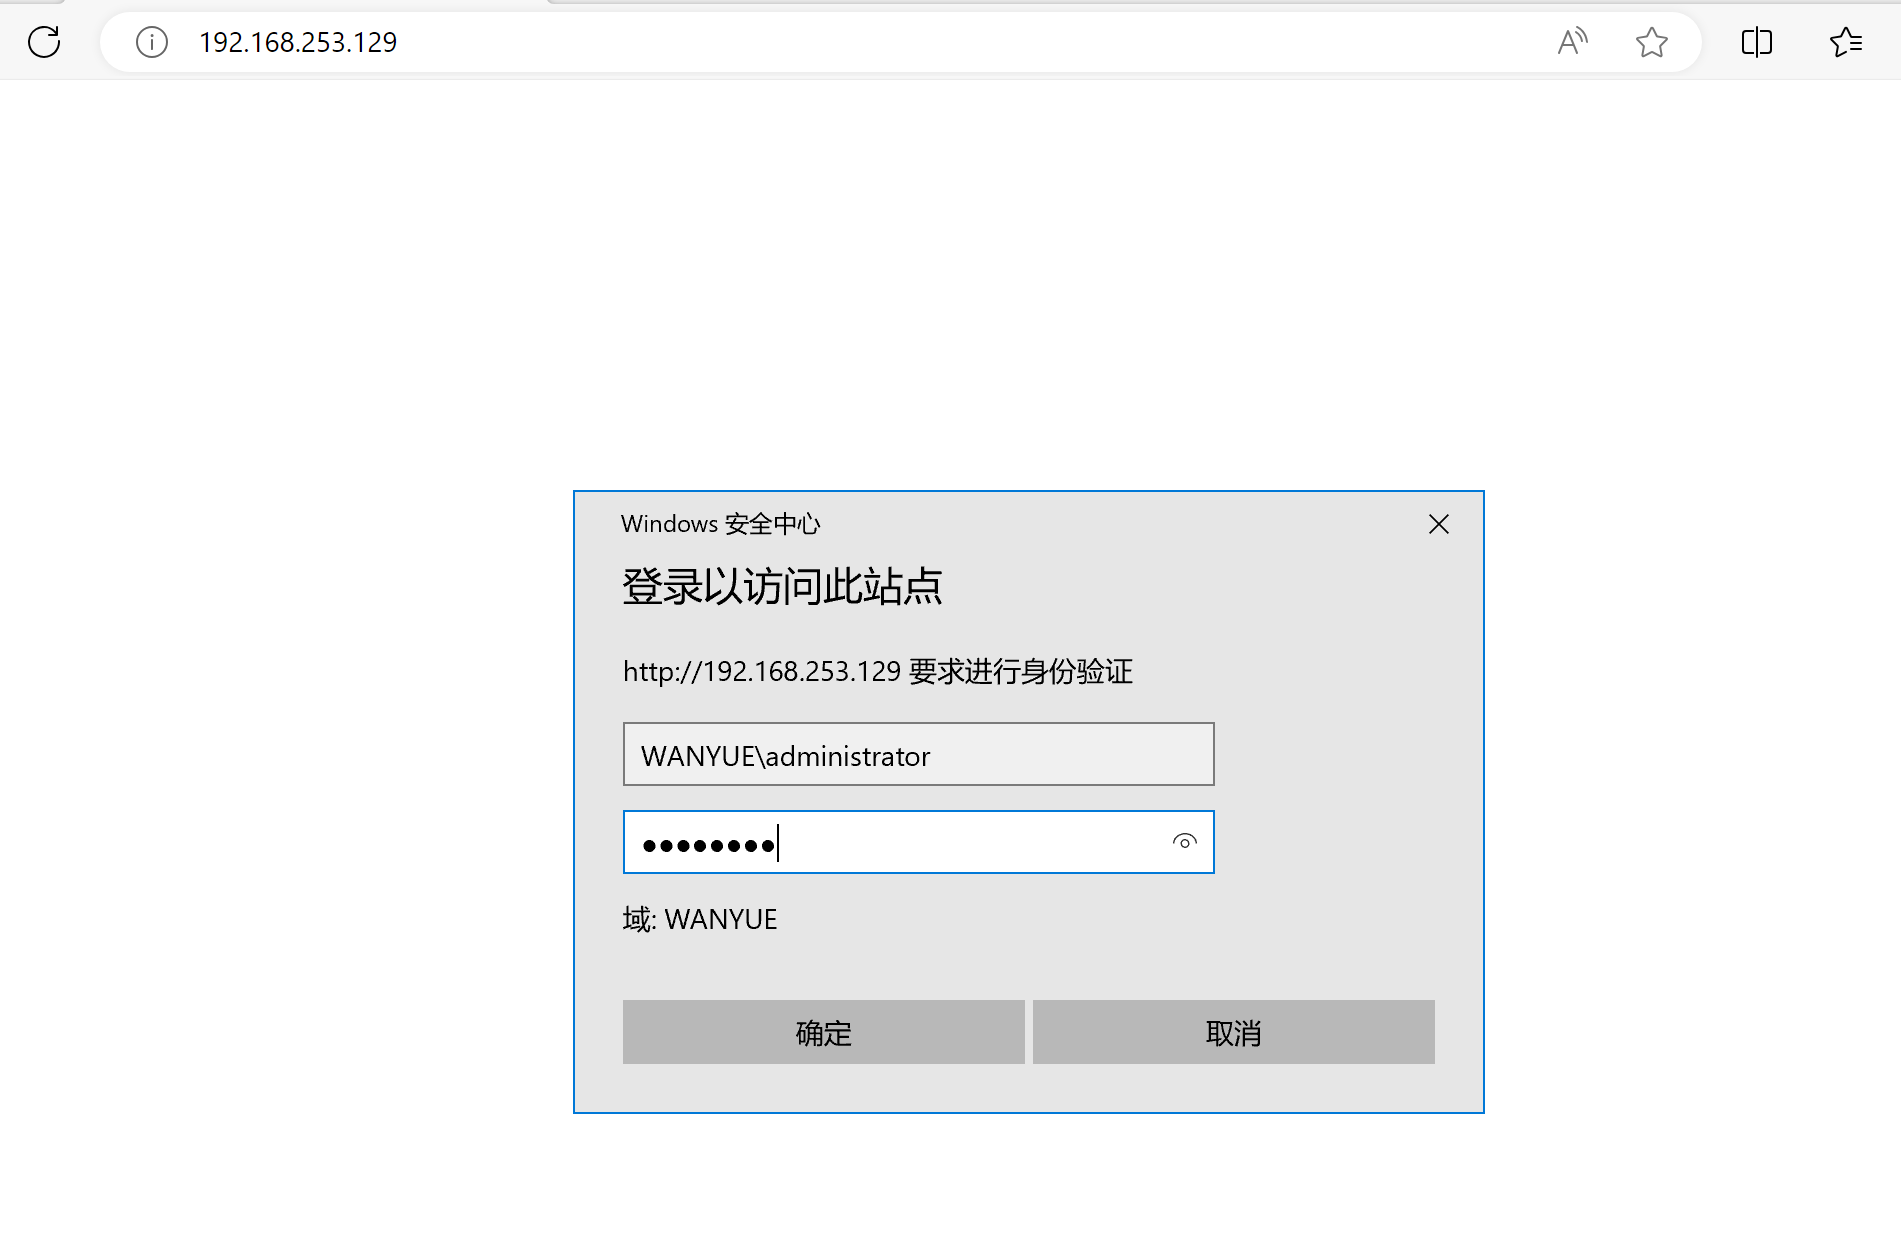 192.168.253.129
Windows 安全中心
登录以访问此站点
http://192.168.253.129 要求进行身份验证
WANYUE\administrator
●●●●●●●●
域: WANYUE
确定
取消